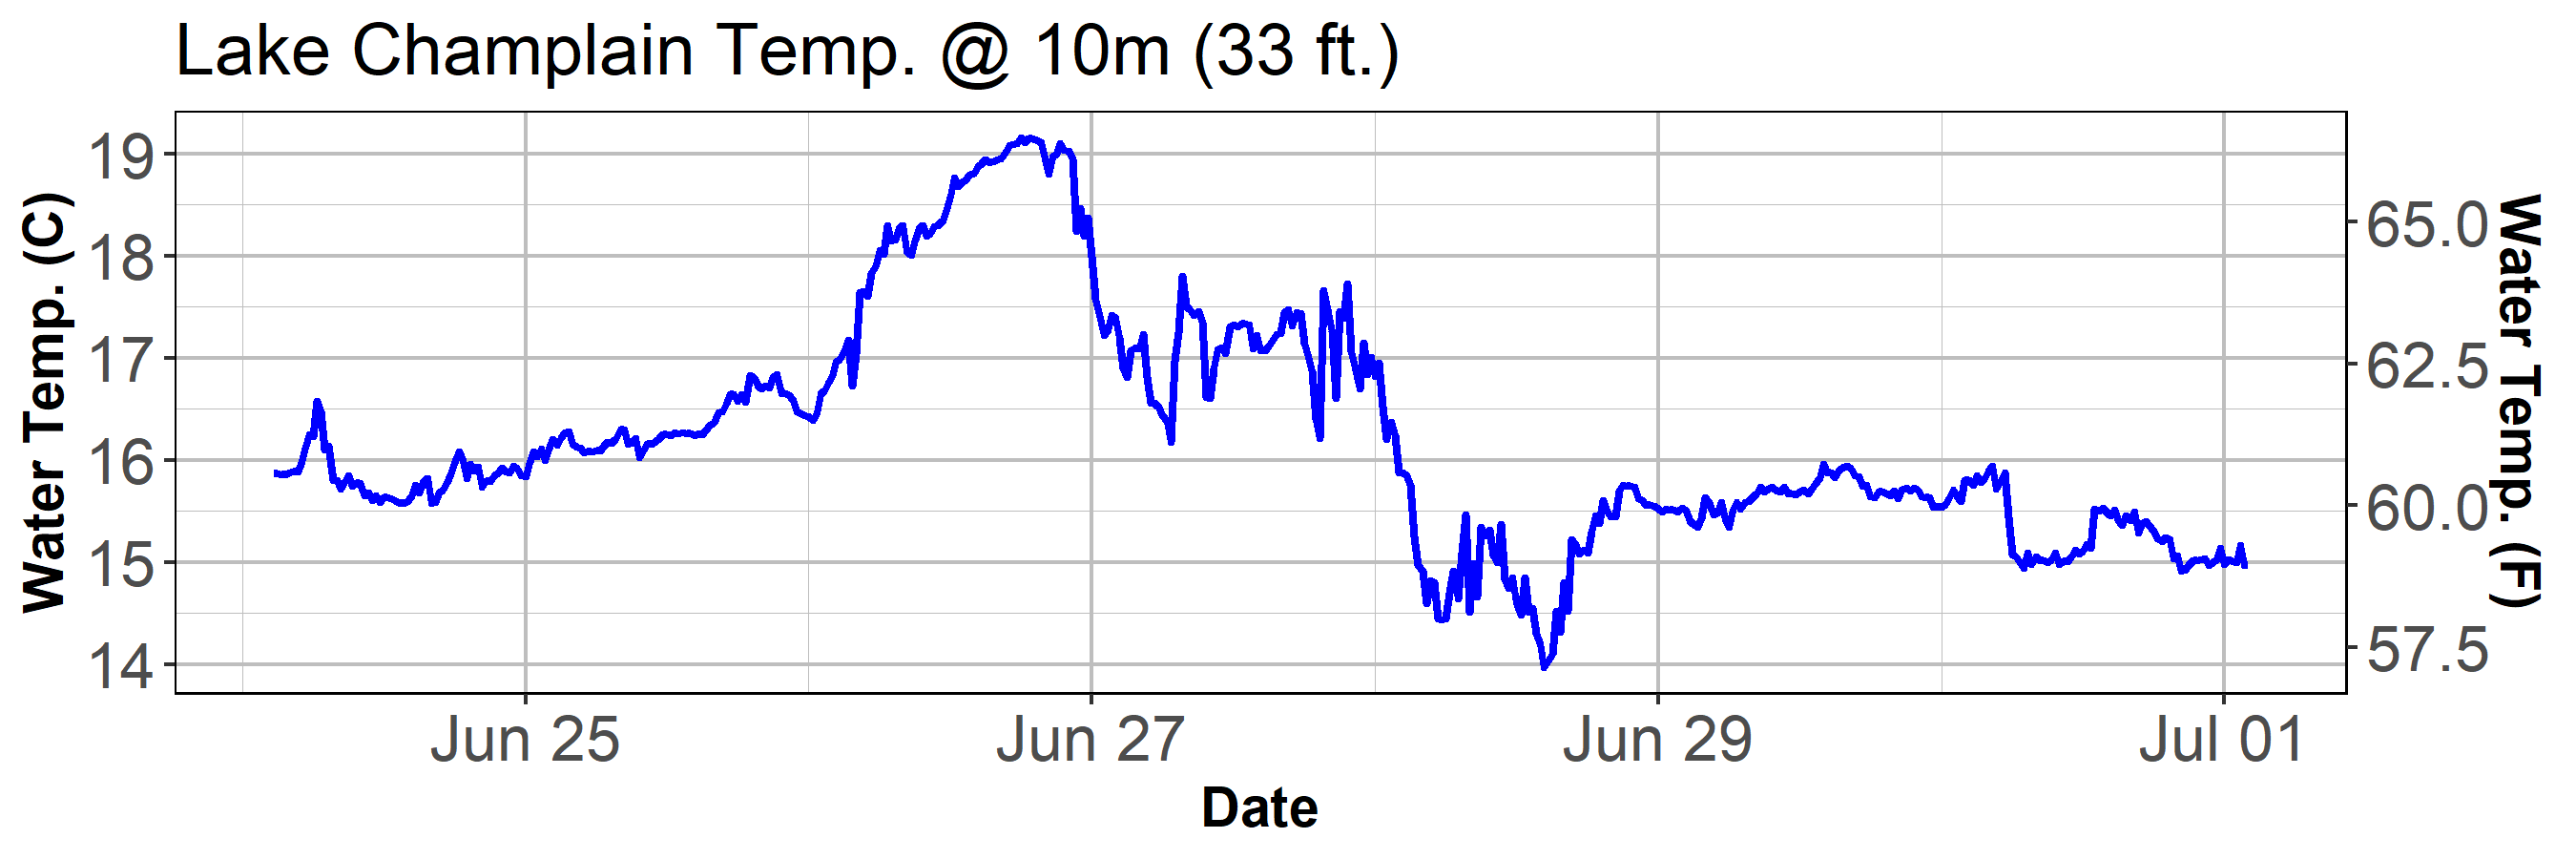 Lake Champlain Temp. @ 10m (33 ft.)
Water Temp. (C)
19
18
17
16
15
14
65.0
62.5
60.0
57.5
Water Temp. (F)
Jun 25
Jun 27
Jun 29
Jul 01
Date